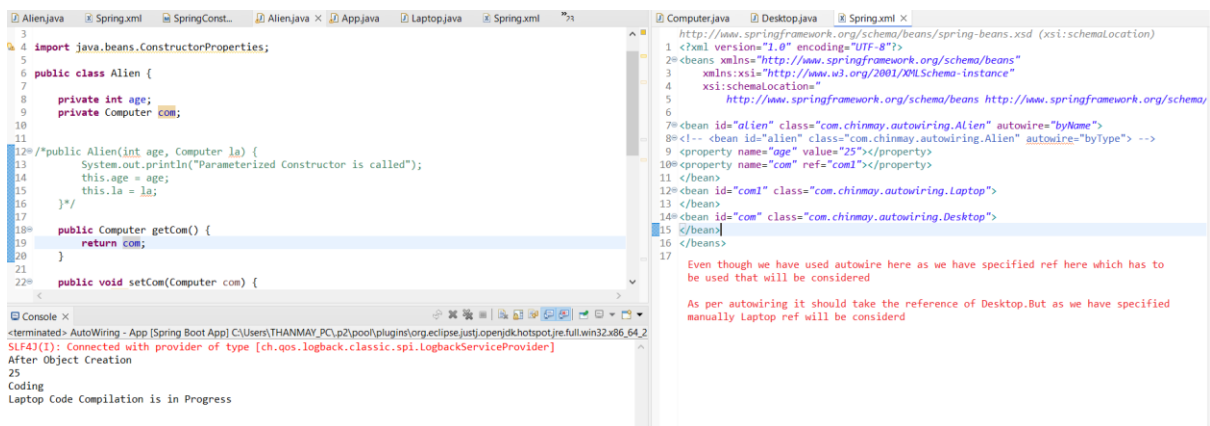 Alien.java Spring.xml SpringConst... Alien.java App.java Laptop.java Spring.xml »23
3
4 import java.beans.ConstructorProperties;
5
6 public class Alien {
7
8 private int age;
9 private Computer com;
10
11
12 /*public Alien(int age, Computer la) {
13 System.out.println("Parameterized Constructor is called");
14 this.age = age;
15 this.la = la;
16 }*/
17
18 public Computer getCom() {
19 return com;
20 }
21
22 public void setCom(Computer com) {
Console
<terminated> AutoWiring - App [Spring Boot App] C:\Users\THANMAY_PC\.p2\pool\plugins\org.eclipse.justj.openjdk.hotspot.jre.full.win32.x86_64_2
SLF4J(I): Connected with provider of type [ch.qos.logback.classic.spi.LogbackServiceProvider]
After Object Creation
25
Coding
Laptop Code Compilation is in Progress
Computer.java Desktop.java Spring.xml
http://www.springframework.org/schema/beans/spring-beans.xsd (xsi:schemaLocation)
1 <?xml version="1.0" encoding="UTF-8"?>
2 <beans xmlns="http://www.springframework.org/schema/beans"
3 xmlns:xsi="http://www.w3.org/2001/XMLSchema-instance"
4 xsi:schemaLocation="
5 http://www.springframework.org/schema/beans http://www.springframework.org/schema/
6
7 <bean id="alien" class="com.chinmay.autowiring.Alien" autowire="byName">
8 <!-- <bean id="alien" class="com.chinmay.autowiring.Alien" autowire="byType"> -->
9 <property name="age" value="25"></property>
10 <property name="com" ref="com1"></property>
11 </bean>
12 <bean id="com1" class="com.chinmay.autowiring.Laptop">
13 </bean>
14 <bean id="com" class="com.chinmay.autowiring.Desktop">
15 </bean>
16 </beans>
17
Even though we have used autowire here as we have specified ref here which has to
be used that will be considered
As per autowiring it should take the reference of Desktop.But as we have specified
manually Laptop ref will be considerd